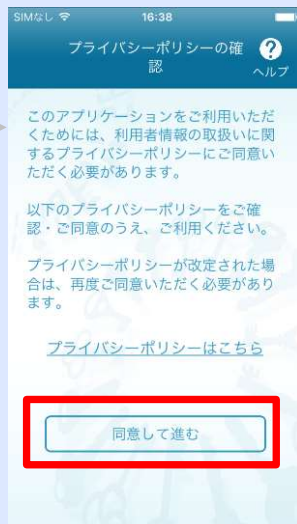 SIMなし 16:38
プライバシーポリシーの確
認
ヘルプ
このアプリケーションをご利用いただ
くためには、利用者情報の取扱いに関
するプライバシーポリシーにご同意い
ただく必要があります。
以下のプライバシーポリシーをご確
認・ご同意のうえ、ご利用ください。
プライバシーポリシーが改定された場
合は、再度ご同意いただく必要があり
ます。
プライバシーポリシーはこちら
同意して進む